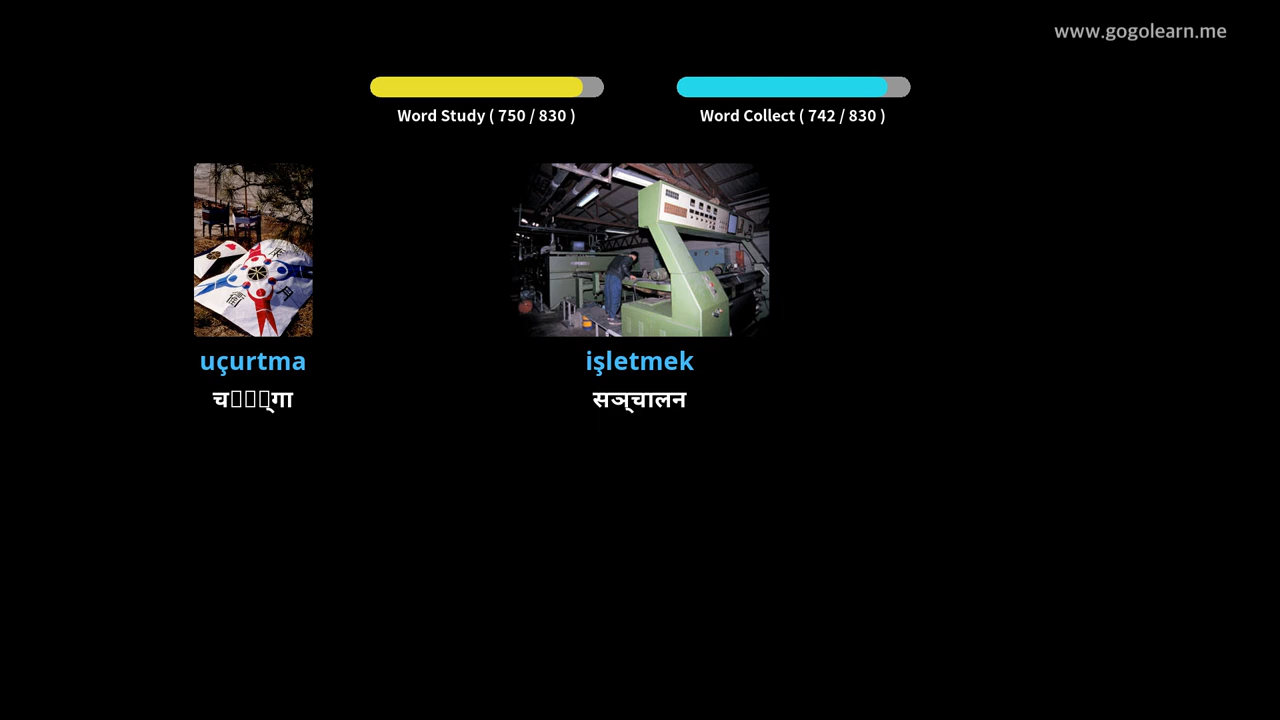 www.gogolearn.me
Word Study ( 750 / 830 )
Word Collect ( 742 / 830 )
uçurtma
işletmek
सञ्चालन